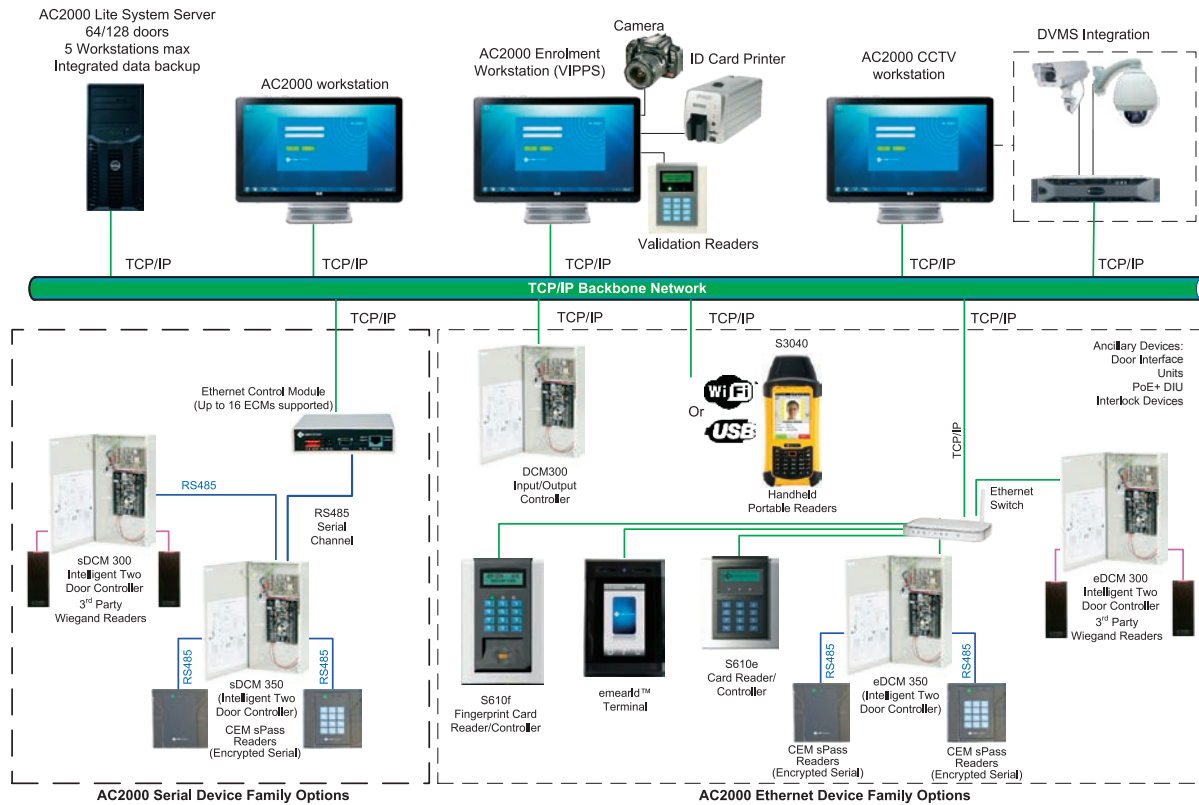 AC2000 Lite System Server
64/128 doors
5 Workstations max
Integrated data backup
AC2000 workstation
AC2000 Enrolment
Workstation (VIPPS)
Camera
ID Card Printer
Validation Readers
AC2000 CCTV
workstation
DVMS Integration
TCP/IP
TCP/IP
TCP/IP
TCP/IP
TCP/IP
TCP/IP Backbone Network
TCP/IP
TCP/IP
TCP/IP
TCP/IP
Ethernet Control Module
(Up to 16 ECMs supported)
RS485
RS485
Serial
Channel
sDCM 300
Intelligent Two
Door Controller
3rd Party
Wiegand Readers
RS485
RS485
sDCM 350
(Intelligent Two
Door Controller)
CEM sPass
Readers
(Encrypted Serial)
AC2000 Serial Device Family Options
DCM300
Input/Output
Controller
Wi Fi
Or
USB
S3040
Handheld
Portable Readers
TCP/IP
Ancillary Devices:
Door Interface
Units
PoE+ DIU
Interlock Devices
Ethernet
Switch
S610f
Fingerprint Card
Reader/Controller
emearld™
Terminal
S610e
Card Reader/
Controller
RS485
RS485
eDCM 350
(Intelligent Two
Door Controller)
CEM sPass
Readers
(Encrypted Serial)
CEM sPass
Readers
(Encrypted Serial)
eDCM 300
Intelligent Two
Door Controller
3rd Party
Wiegand Readers
AC2000 Ethernet Device Family Options